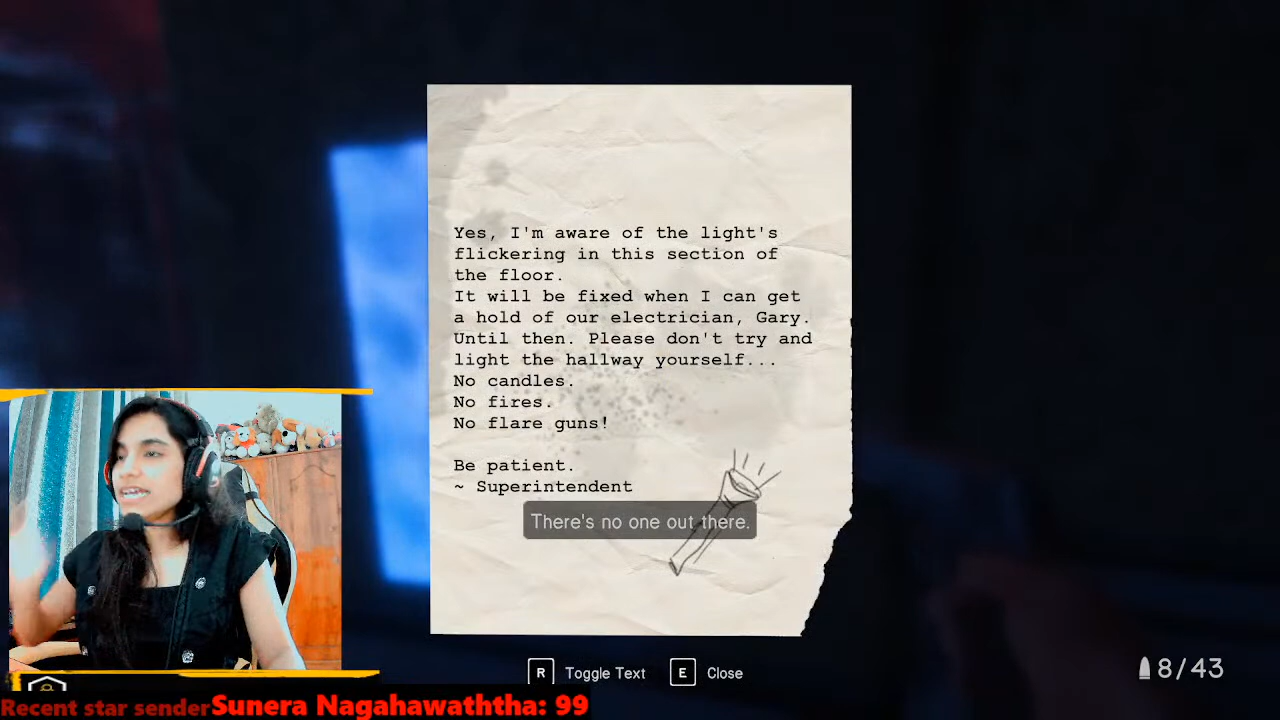 Yes, I'm aware of the light's
flickering in this section of
the floor.
It will be fixed when I can get
a hold of our electrician, Gary.
Until then. Please don't try and
light the hallway yourself...
No candles.
No fires.
No flare guns!
Be patient.
~ Superintendent
There's no one out there.
R Toggle Text E Close
8/43
Recent star sender Sunera Nagahawaththa: 99